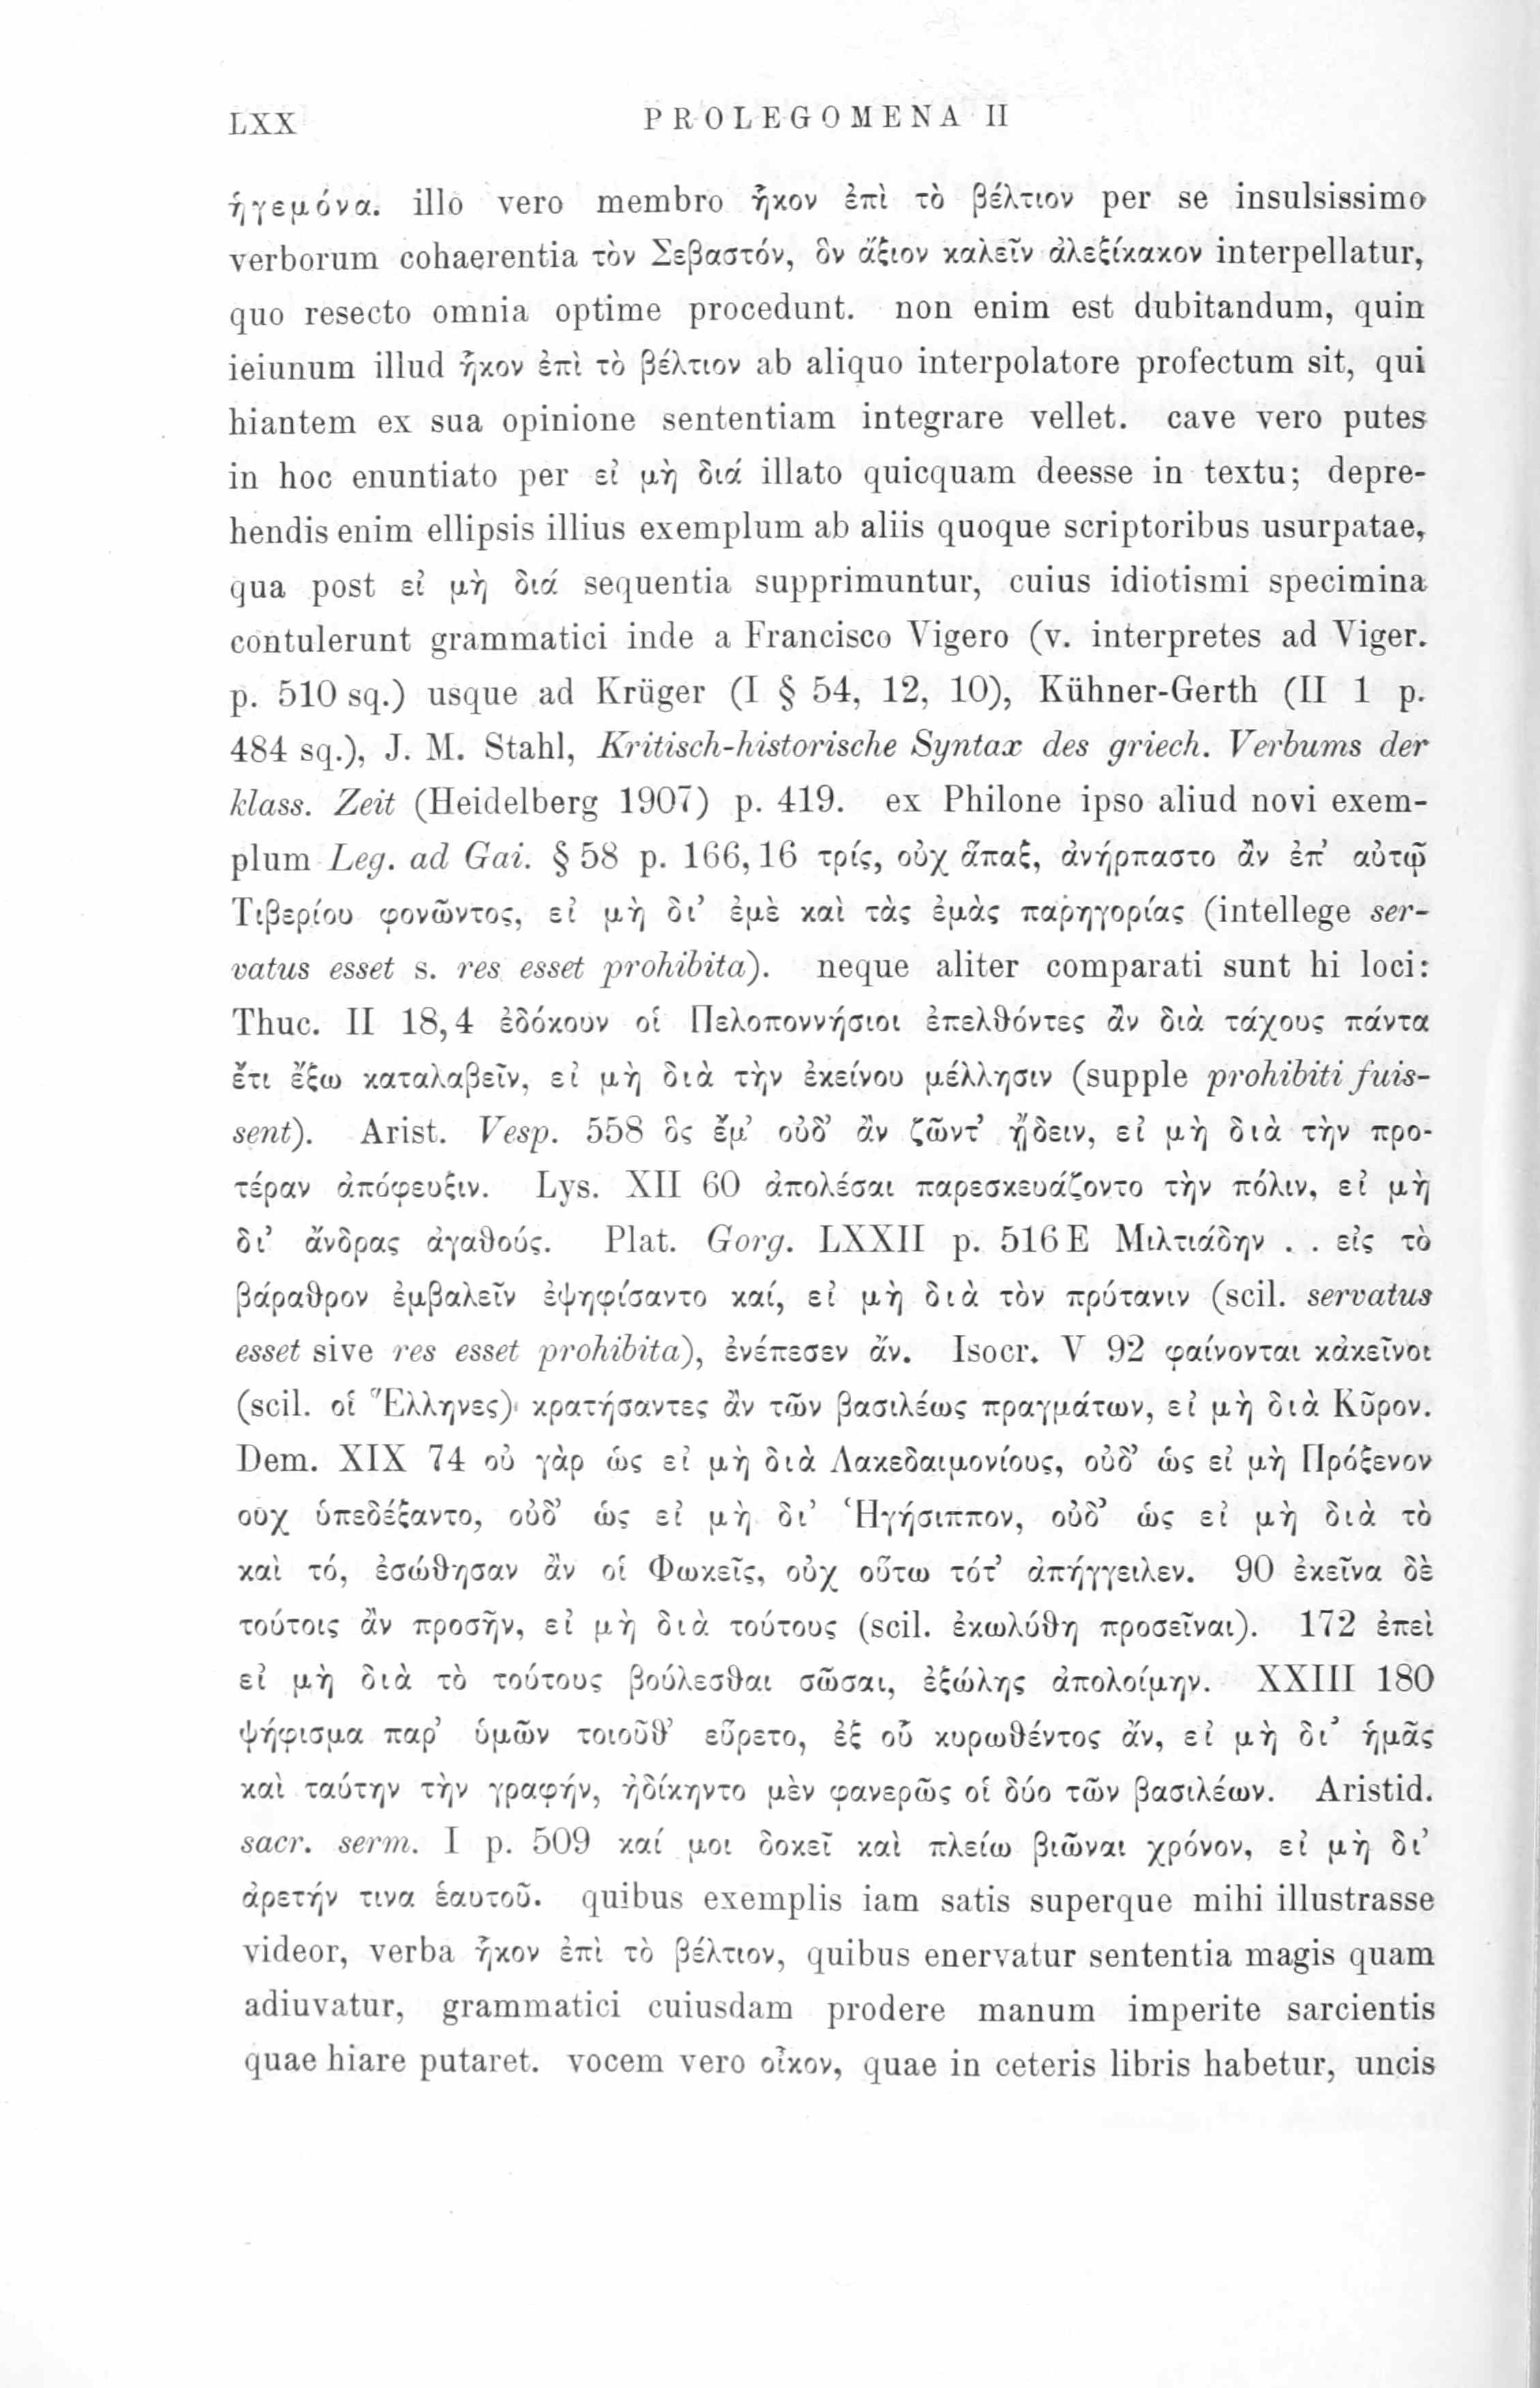 LXX PROLEGOMENA II
ἡγεμόνα. illo vero membro ἧκον ἐπὶ τὸ βέλτιον per se insulsissimo
verborum cohaerentia τὸν Σεβαστόν, ὃν ἄξιον καλεῖν ἀλεξίκακον interpellatur,
quo resecto omnia optime procedunt. non enim est dubitandum, quin
ieiunum illud ἧκον ἐπὶ τὸ βέλτιον ab aliquo interpolatore profectum sit, qui
hiantem ex sua opinione sententiam integrare vellet. cave vero putes
in hoc enuntiato per εἰ μὴ διά illato quicquam deesse in textu; depre-
hendis enim ellipsis illius exemplum ab aliis quoque scriptoribus usurpatae,
qua post εἰ μὴ διά sequentia supprimuntur, cuius idiotismi specimina
contulerunt grammatici inde a Francisco Vigero (v. interpretes ad Viger.
p. 510 sq.) usque ad Krüger (I § 54, 12, 10), Kühner-Gerth (II 1 p.
484 sq.), J. M. Stahl, Kritisch-historische Syntax des griech. Verbums der
klass. Zeit (Heidelberg 1907) p. 419. ex Philone ipso aliud novi exem-
plum Leg. ad Gai. § 58 p. 166,16 τρίς, οὐχ ἅπαξ, ἀνήρπαστο ἂν ἐπ’ αὐτῷ
Τιβερίου φονῶντος, εἰ μὴ δι’ ἐμὲ καὶ τὰς ἐμὰς παρηγορίας (intellege ser-
vatus esset s. res esset prohibita). neque aliter comparati sunt hi loci:
Thuc. II 18,4 ἐδόκουν οἱ Πελοποννήσιοι ἐπελθόντες ἂν διὰ τάχους πάντα
ἔτι ἔξω καταλαβεῖν, εἰ μὴ διὰ τὴν ἐκείνου μέλλησιν (supple prohibiti fuis-
sent). Arist. Vesp. 558 ὃς ἔμ’ οὐδ’ ἂν ζῶντ’ ᾔδειν, εἰ μὴ διὰ τὴν προ-
τέραν ἀπόφευξιν. Lys. XII 60 ἀπολέσαι παρεσκευάζοντο τὴν πόλιν, εἰ μὴ
δι’ ἄνδρας ἀγαθούς. Plat. Gorg. LXXII p. 516 E Μιλτιάδην . . εἰς τὸ
βάραθρον ἐμβαλεῖν ἐψηφίσαντο καί, εἰ μὴ διὰ τὸν πρύτανιν (scil. servatus
esset sive res esset prohibita), ἐνέπεσεν ἄν. Isocr. V 92 φαίνονται κἀκεῖνοι
(scil. οἱ Ἕλληνες) κρατήσαντες ἂν τῶν βασιλέως πραγμάτων, εἰ μὴ διὰ Κῦρον.
Dem. XIX 74 οὐ γὰρ ὡς εἰ μὴ διὰ Λακεδαιμονίους, οὐδ’ ὡς εἰ μὴ Πρόξενον
οὐχ ὑπεδέξαντο, οὐδ’ ὡς εἰ μὴ δι’ Ἡγήσιππον, οὐδ’ ὡς εἰ μὴ διὰ τὸ
καὶ τό, ἐσώθησαν ἂν οἱ Φωκεῖς, οὐχ οὕτω τότ’ ἀπήγγειλεν. 90 ἐκεῖνα δὲ
τούτοις ἂν προσῆν, εἰ μὴ διὰ τούτους (scil. ἐκωλύθη προσεῖναι). 172 ἐπεὶ
εἰ μὴ διὰ τὸ τούτους βούλεσθαι σῶσαι, ἐξώλης ἀπολοίμην. XXIII 180
ψήφισμα παρ’ ὑμῶν τοιοῦθ’ εὕρετο, ἐξ οὗ κυρωθέντος ἄν, εἰ μὴ δι’ ἡμᾶς
καὶ ταύτην τὴν γραφήν, ἠδίκηντο μὲν φανερῶς οἱ δύο τῶν βασιλέων. Aristid.
sacr. serm. I p. 509 καί μοι δοκεῖ καὶ πλείω βιῶναι χρόνον, εἰ μὴ δι’
ἀρετήν τινα ἑαυτοῦ. quibus exemplis iam satis superque mihi illustrasse
videor, verba ἧκον ἐπὶ τὸ βέλτιον, quibus enervatur sententia magis quam
adiuvatur, grammatici cuiusdam prodere manum imperite sarcientis
quae hiare putaret. vocem vero οἶκον, quae in ceteris libris habetur, uncis